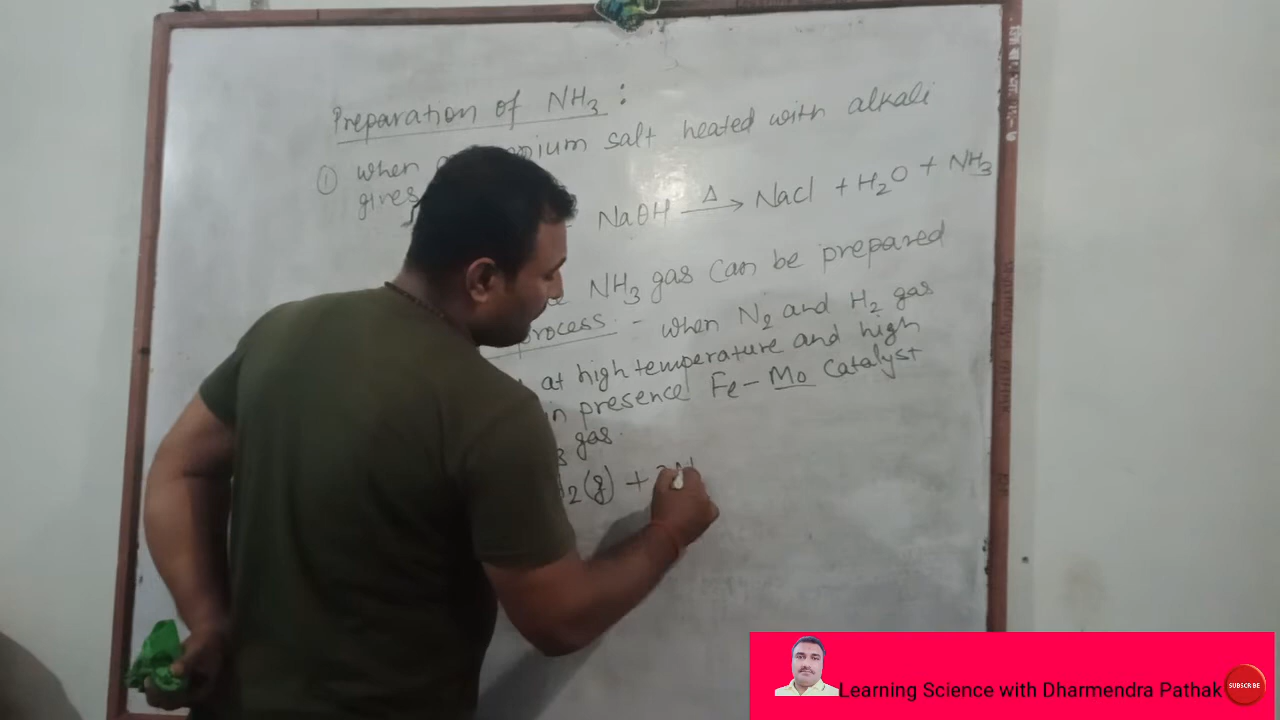 Preparation of NH3 :
① when salt heated with alkali
gives
NaOH Δ→ Nacl + H2O + NH3
NH3 gas can be prepared
process : - when N2 and H2 gas
at high temperature and high
in presence Fe - Mo Catalyst
gas.
2(g) +
Learning Science with Dharmendra Pathak
SUBSCRIBE